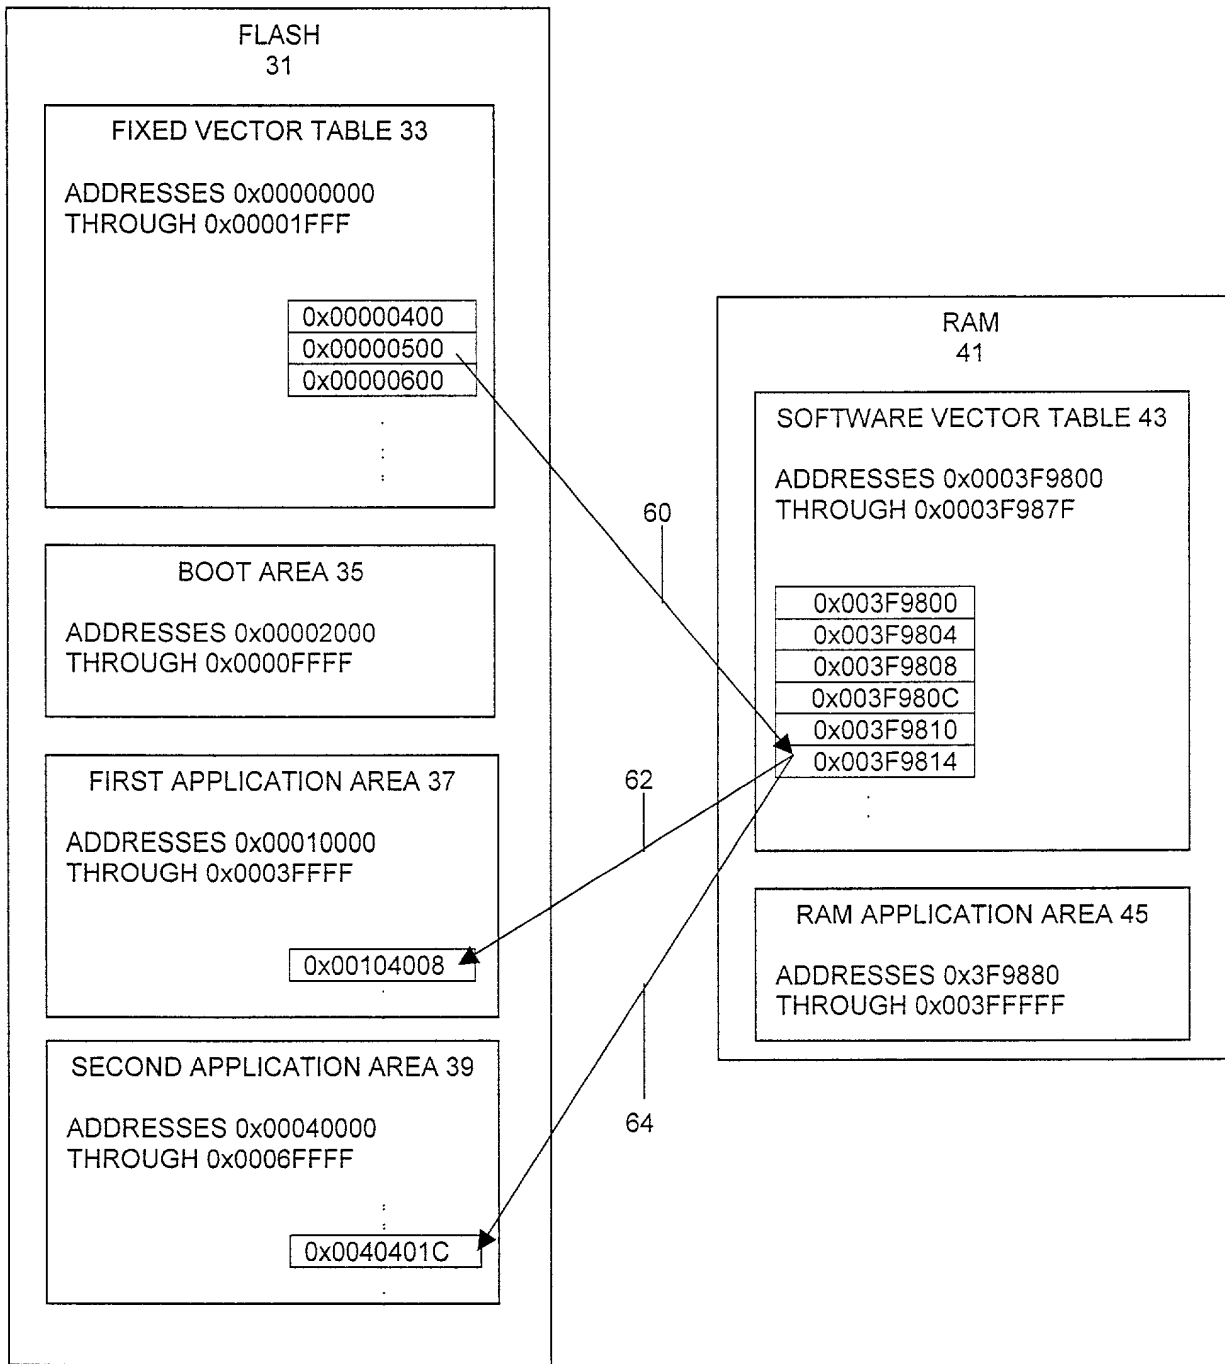 FLASH
31
FIXED VECTOR TABLE 33
ADDRESSES 0x00000000
THROUGH 0x00001FFF
0x00000400
0x00000500
0x00000600
BOOT AREA 35
ADDRESSES 0x00002000
THROUGH 0x0000FFFF
FIRST APPLICATION AREA 37
ADDRESSES 0x00010000
THROUGH 0x0003FFFF
0x00104008
SECOND APPLICATION AREA 39
ADDRESSES 0x00040000
THROUGH 0x0006FFFF
0x0040401C
60
62
64
RAM
41
SOFTWARE VECTOR TABLE 43
ADDRESSES 0x0003F9800
THROUGH 0x0003F987F
0x003F9800
0x003F9804
0x003F9808
0x003F980C
0x003F9810
0x003F9814
RAM APPLICATION AREA 45
ADDRESSES 0x3F9880
THROUGH 0x003FFFFF